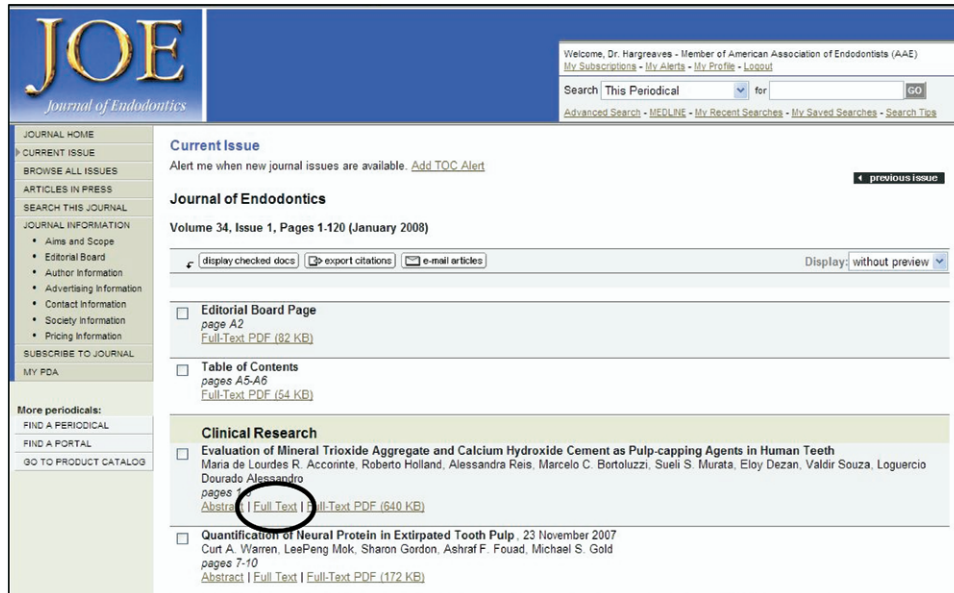 JOE
Journal of Endodontics
Welcome, Dr. Hargreaves - Member of American Association of Endodontists (AAE)
My Subscriptions - My Alerts - My Profile - Logout
Search This Periodical for GO
Advanced Search - MEDLINE - My Recent Searches - My Saved Searches - Search Tips
JOURNAL HOME
CURRENT ISSUE
BROWSE ALL ISSUES
ARTICLES IN PRESS
SEARCH THIS JOURNAL
JOURNAL INFORMATION
• Aims and Scope
• Editorial Board
• Author Information
• Advertising Information
• Contact Information
• Society Information
• Pricing Information
SUBSCRIBE TO JOURNAL
MY PDA
More periodicals:
FIND A PERIODICAL
FIND A PORTAL
GO TO PRODUCT CATALOG
Current Issue
Alert me when new journal issues are available. Add TOC Alert
previous issue
Journal of Endodontics
Volume 34, Issue 1, Pages 1-120 (January 2008)
display checked docs export citations e-mail articles Display: without preview
Editorial Board Page
page A2
Full-Text PDF (82 KB)
Table of Contents
pages A5-A6
Full-Text PDF (54 KB)
Clinical Research
Evaluation of Mineral Trioxide Aggregate and Calcium Hydroxide Cement as Pulp-capping Agents in Human Teeth
Maria de Lourdes R. Accorinte, Roberto Holland, Alessandra Reis, Marcelo C. Bortoluzzi, Sueli S. Murata, Eloy Dezan, Valdir Souza, Loguercio
Dourado Alessandro
pages
Abstract | Full Text | Full-Text PDF (640 KB)
Quantification of Neural Protein in Extirpated Tooth Pulp, 23 November 2007
Curt A. Warren, LeePeng Mok, Sharon Gordon, Ashraf F. Fouad, Michael S. Gold
pages 7-10
Abstract | Full Text | Full-Text PDF (172 KB)